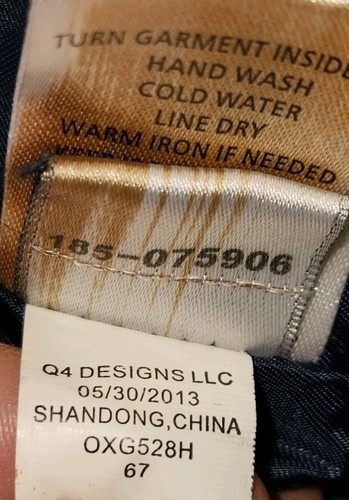 TURN GARMENT INSIDE
HAND WASH
COLD WATER
LINE DRY
WARM IRON IF NEEDED
185-075906
Q4 DESIGNS LLC
05/30/2013
SHANDONG,CHINA
OXG528H
67